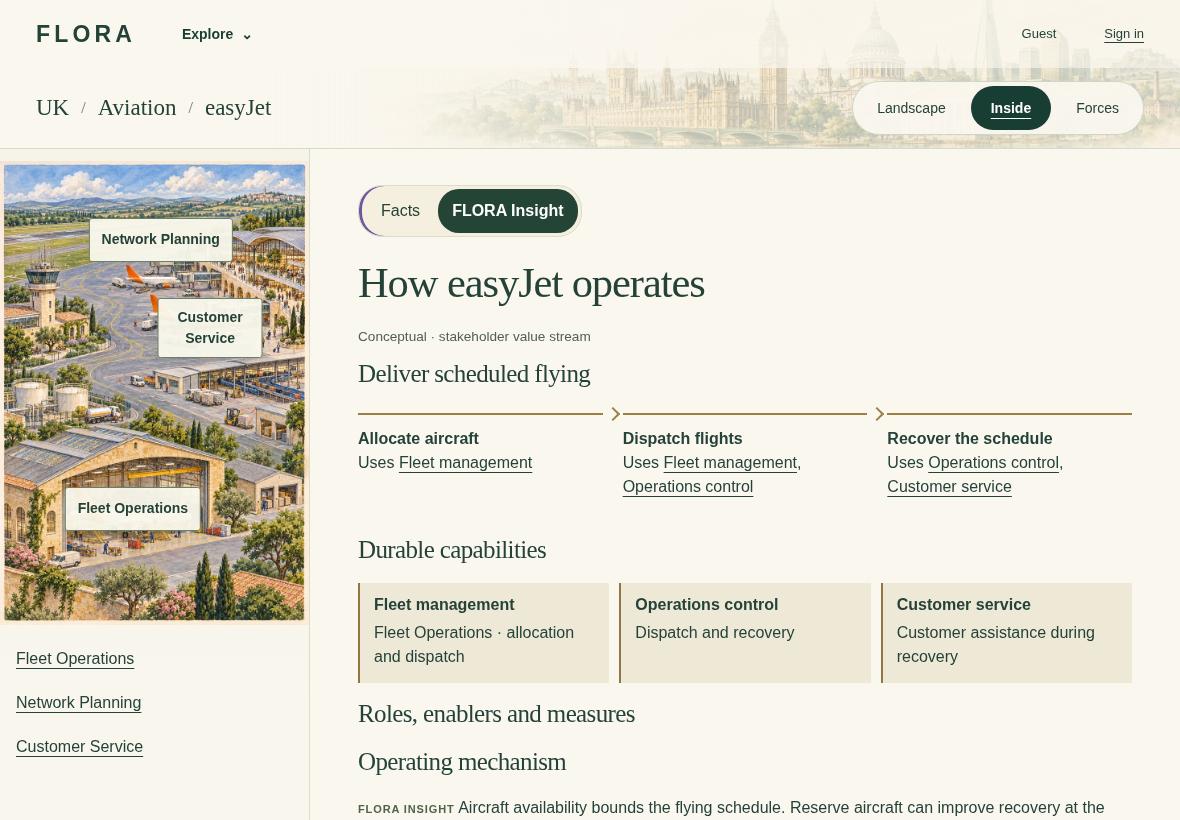 FLORA
Explore
Guest
Sign in
UK / Aviation / easyJet
Landscape
Inside
Forces
Network Planning
Customer
Service
Fleet Operations
Fleet Operations
Network Planning
Customer Service
Facts
FLORA Insight
How easyJet operates
Conceptual · stakeholder value stream
Deliver scheduled flying
Allocate aircraft
Uses Fleet management
Dispatch flights
Uses Fleet management,
Operations control
Recover the schedule
Uses Operations control,
Customer service
Durable capabilities
Fleet management
Fleet Operations · allocation
and dispatch
Operations control
Dispatch and recovery
Customer service
Customer assistance during
recovery
Roles, enablers and measures
Operating mechanism
FLORA INSIGHT Aircraft availability bounds the flying schedule. Reserve aircraft can improve recovery at the